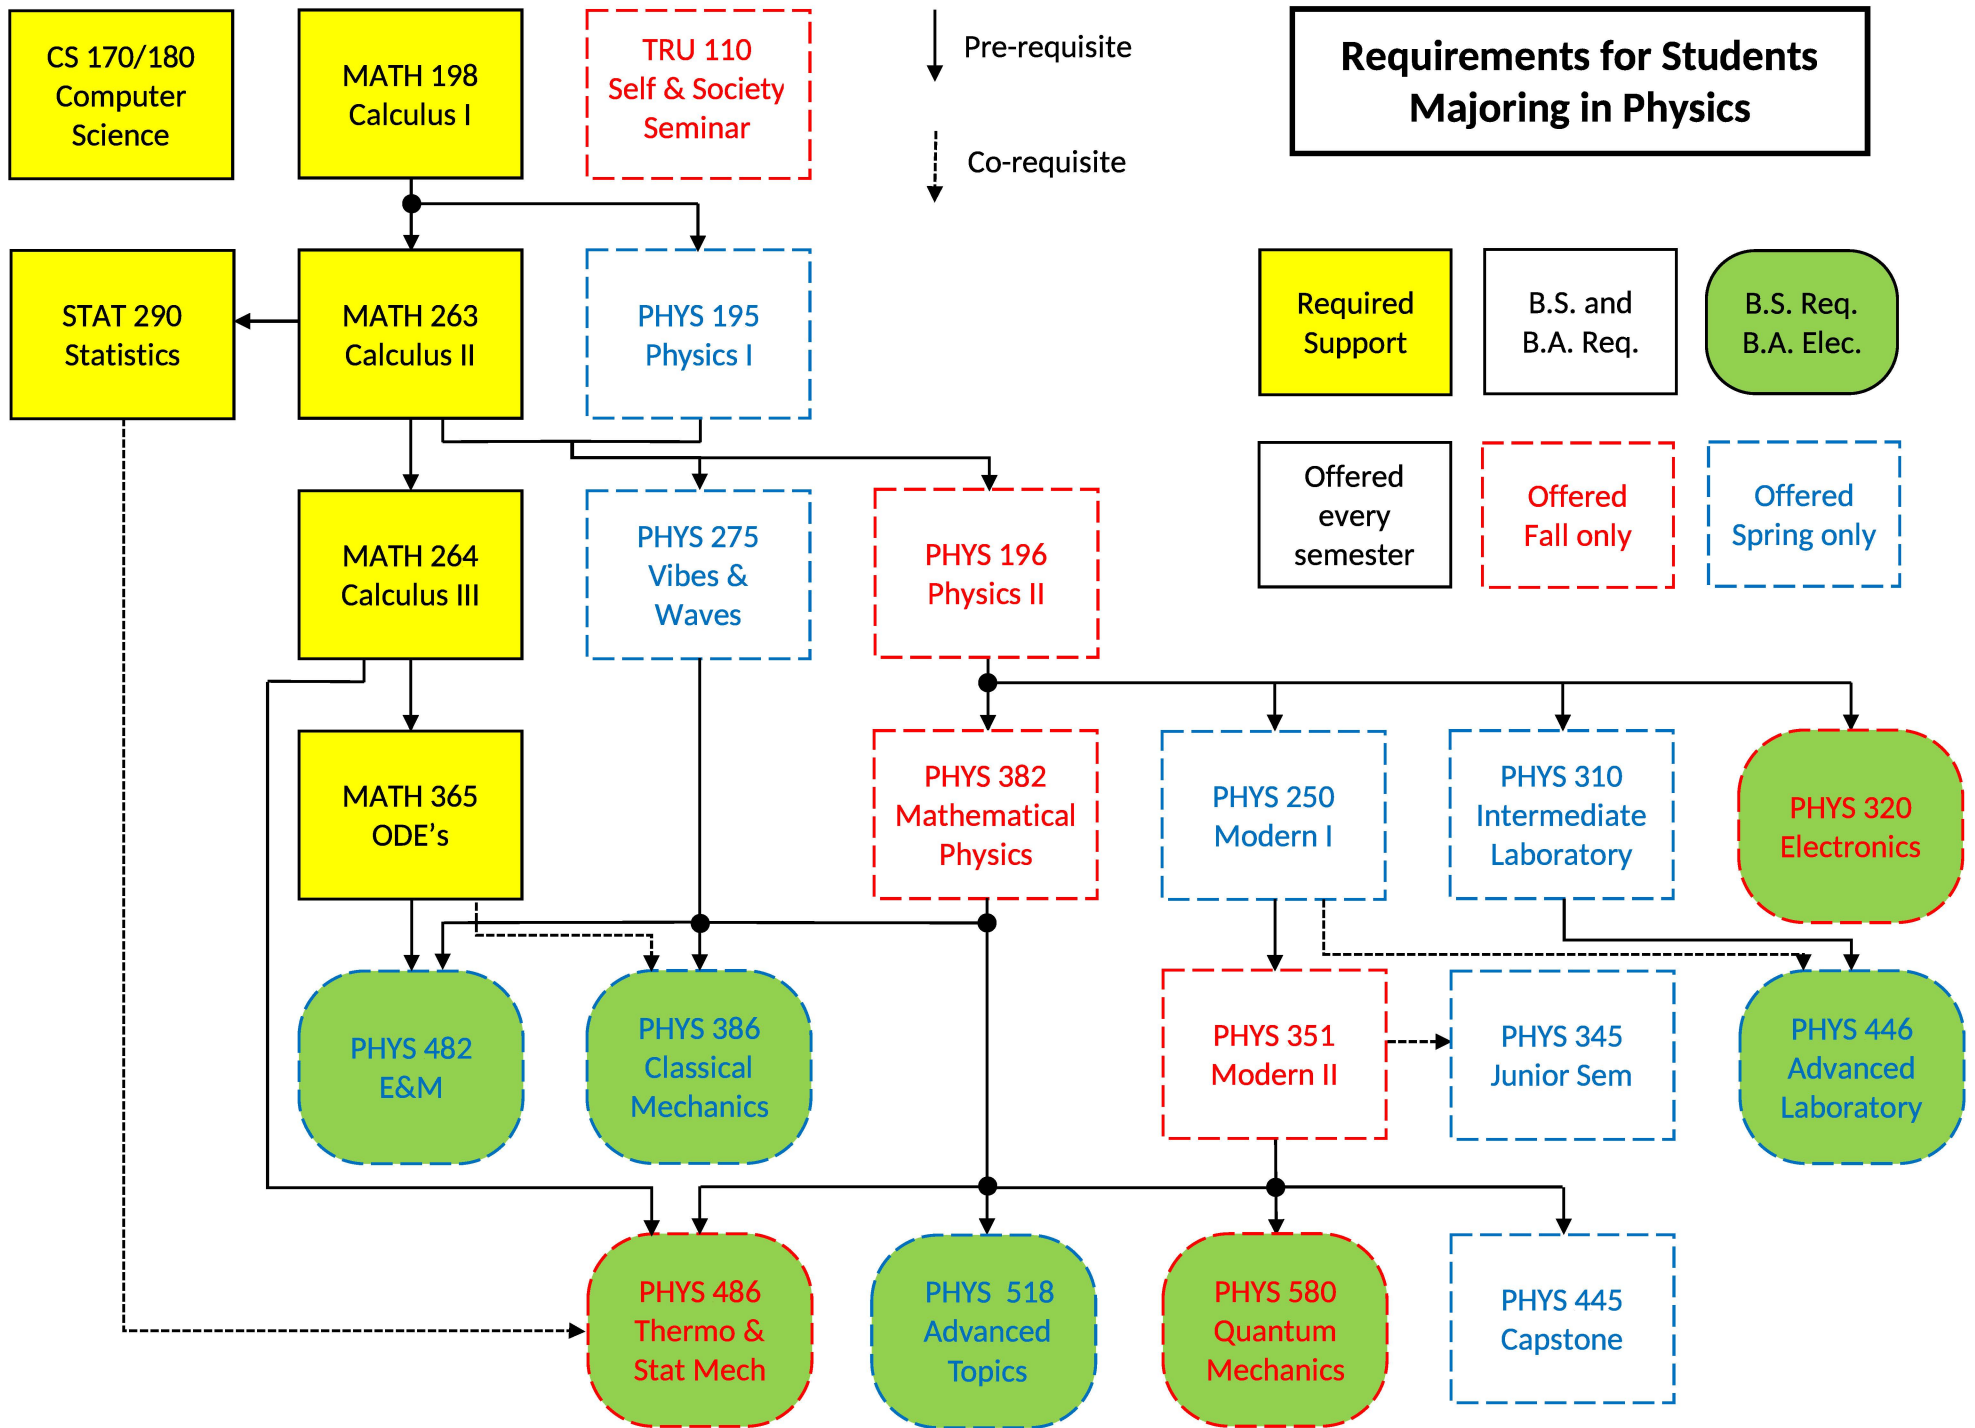 CS 170/180
Computer
Science
MATH 198
Calculus I
TRU 110
Self & Society
Seminar
Pre-requisite
Co-requisite
Requirements for Students
Majoring in Physics
STAT 290
Statistics
MATH 263
Calculus II
PHYS 195
Physics I
Required
Support
B.S. and
B.A. Req.
B.S. Req.
B.A. Elec.
Offered
every
semester
Offered
Fall only
Offered
Spring only
MATH 264
Calculus III
PHYS 275
Vibes &
Waves
PHYS 196
Physics II
MATH 365
ODE’s
PHYS 382
Mathematical
Physics
PHYS 250
Modern I
PHYS 310
Intermediate
Laboratory
PHYS 320
Electronics
PHYS 482
E&M
PHYS 386
Classical
Mechanics
PHYS 351
Modern II
PHYS 345
Junior Sem
PHYS 446
Advanced
Laboratory
PHYS 486
Thermo &
Stat Mech
PHYS  518
Advanced
Topics
PHYS 580
Quantum
Mechanics
PHYS 445
Capstone